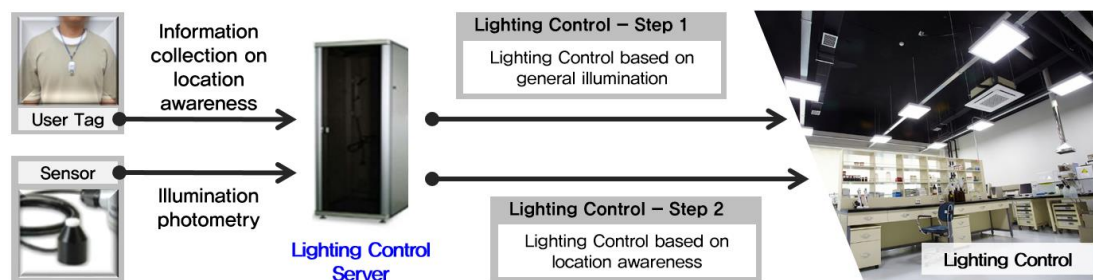 Information
collection on
location
awareness
User Tag
Sensor
Illumination
photometry
Lighting Control
Server
Lighting Control – Step 1
Lighting Control based on
general illumination
Lighting Control – Step 2
Lighting Control based on
location awareness
Lighting Control